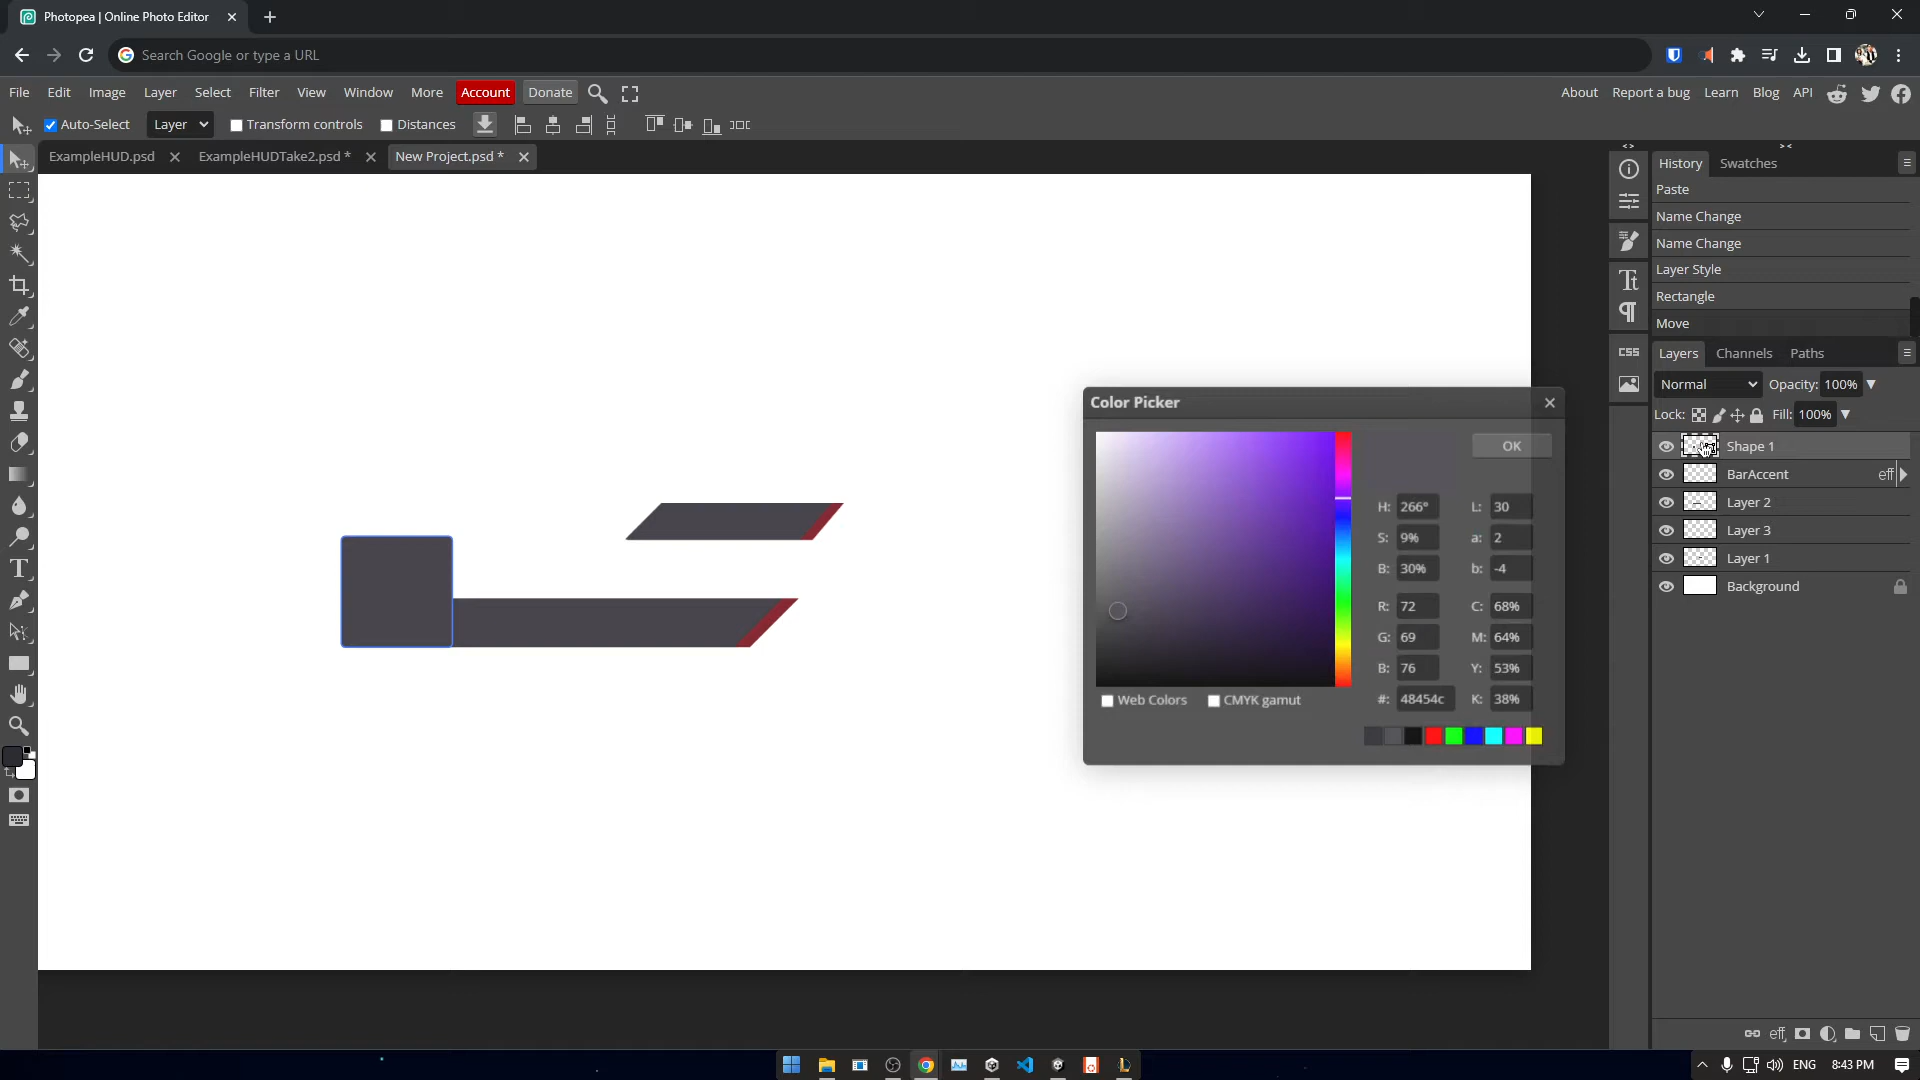 Photopea | Online Photo Editor
Search Google or type a URL
File Edit Image Layer Select Filter View Window More Account Donate
About Report a bug Learn Blog API
Auto-Select Layer Transform controls Distances
ExampleHUD.psd ExampleHUDTake2.psd * New Project.psd *
History Swatches
Paste
Name Change
Name Change
Layer Style
Rectangle
Move
CSS
Layers Channels Paths
Normal Opacity: 100%
Lock: Fill: 100%
Shape 1
BarAccent eff
Layer 2
Layer 3
Layer 1
Background
Color Picker
OK
H: 266° L: 30
S: 9% a: 2
B: 30% b: -4
R: 72 C: 68%
G: 69 M: 64%
B: 76 Y: 53%
#: 48454c K: 38%
Web Colors CMYK gamut
eff
ENG 8:43 PM